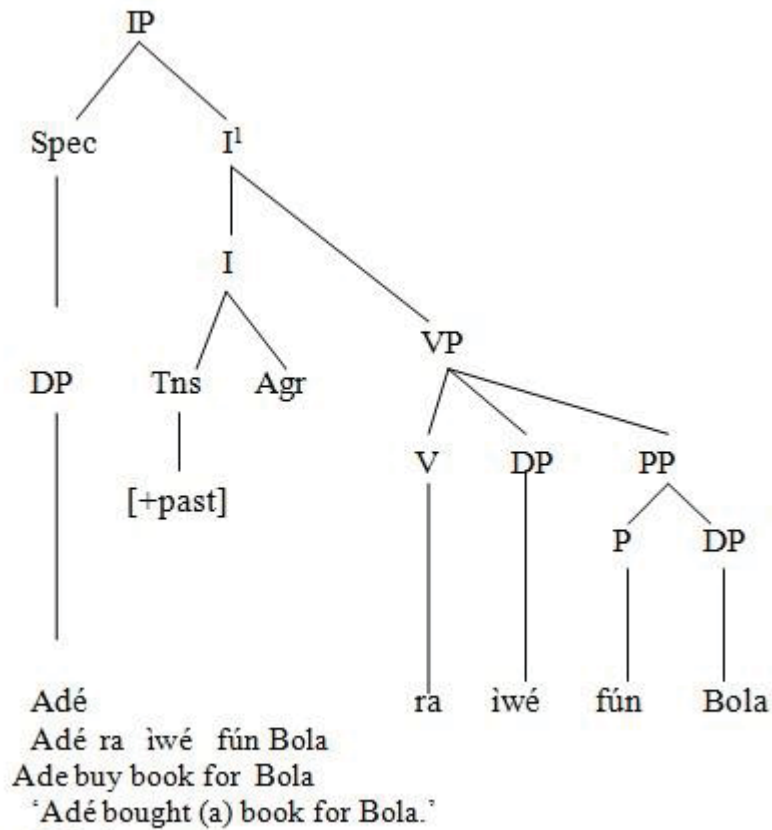 IP
Spec I¹
I
VP
DP Tns Agr
V DP PP
[+past]
P DP
Adé ra ìwé fún Bola
Adé ra ìwé fún Bola
Ade buy book for Bola
‘Adé bought (a) book for Bola.’